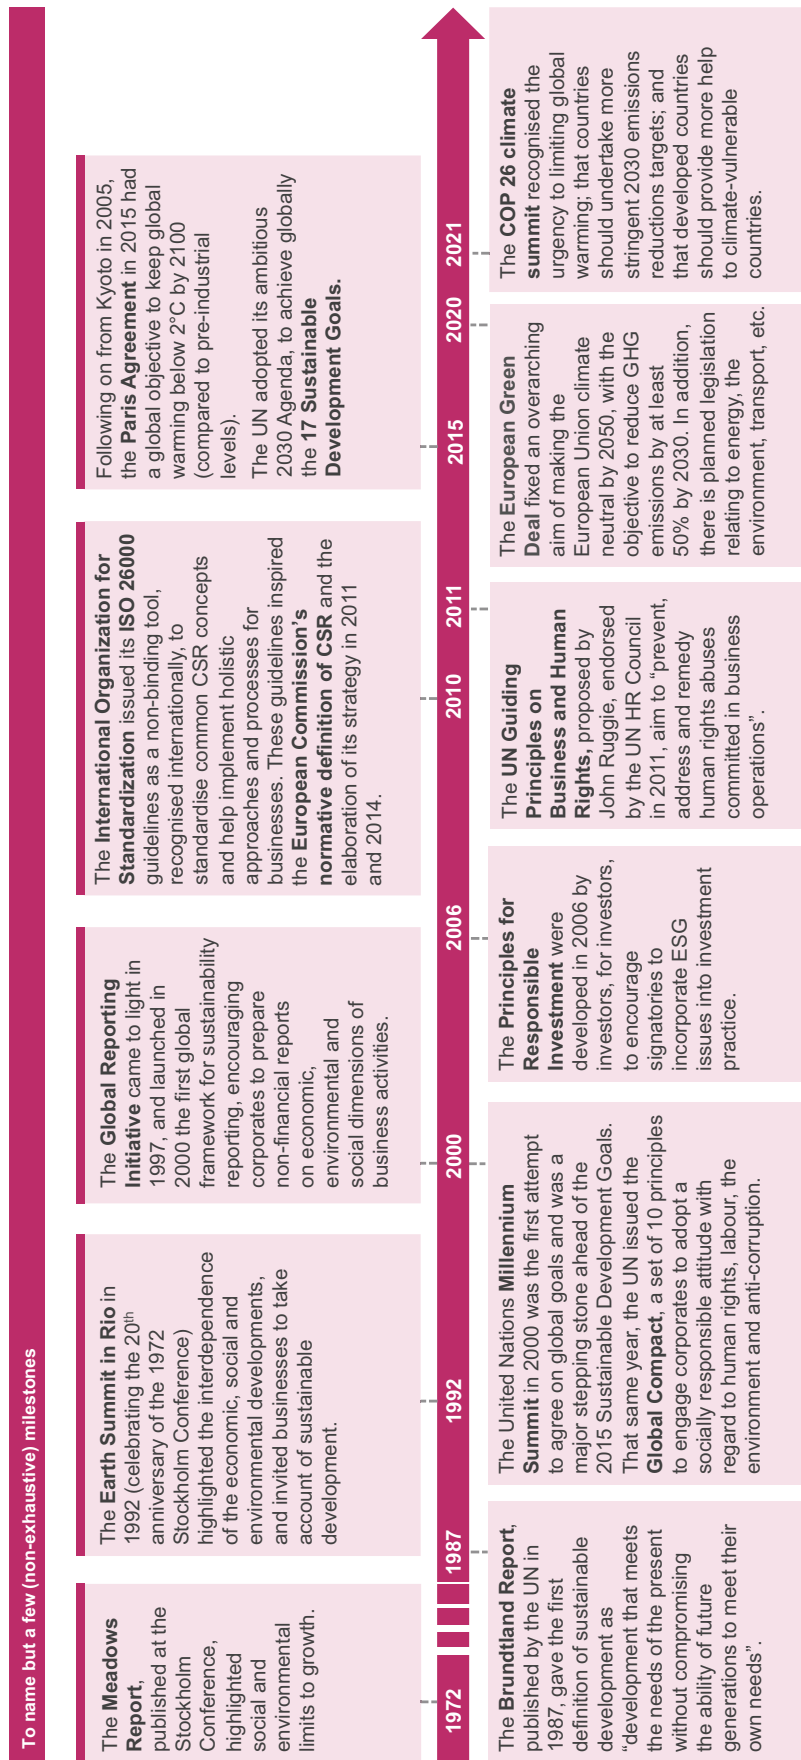 To name but a few (non-exhaustive) milestones
The Meadows
Report,
published at the
Stockholm
Conference,
highlighted
social and
environmental
limits to growth.
The Earth Summit in Rio in
1992 (celebrating the 20th
anniversary of the 1972
Stockholm Conference)
highlighted the interdependence
of the economic, social and
environmental developments,
and invited businesses to take
account of sustainable
development.
The Global Reporting
Initiative came to light in
1997, and launched in
2000 the first global
framework for sustainability
reporting, encouraging
corporates to prepare
non-financial reports
on economic,
environmental and
social dimensions of
business activities.
The International Organization for
Standardization issued its ISO 26000
guidelines as a non-binding tool,
recognised internationally, to
standardise common CSR concepts
and help implement holistic
approaches and processes for
businesses. These guidelines inspired
the European Commission's
normative definition of CSR and the
elaboration of its strategy in 2011
and 2014.
Following on from Kyoto in 2005,
the Paris Agreement in 2015 had
a global objective to keep global
warming below 2°C by 2100
(compared to pre-industrial
levels).
The UN adopted its ambitious
2030 Agenda, to achieve globally
the 17 Sustainable
Development Goals.
1972
1987
1992
2000
2006
2010
2011
2015
2020
2021
The Brundtland Report,
published by the UN in
1987, gave the first
definition of sustainable
development as
“development that meets
the needs of the present
without compromising
the ability of future
generations to meet their
own needs”.
The United Nations Millennium
Summit in 2000 was the first attempt
to agree on global goals and was a
major stepping stone ahead of the
2015 Sustainable Development Goals.
That same year, the UN issued the
Global Compact, a set of 10 principles
to engage corporates to adopt a
socially responsible attitude with
regard to human rights, labour, the
environment and anti-corruption.
The Principles for
Responsible
Investment were
developed in 2006 by
investors, for investors,
to encourage
signatories to
incorporate ESG
issues into investment
practice.
The UN Guiding
Principles on
Business and Human
Rights, proposed by
John Ruggie, endorsed
by the UN HR Council
in 2011, aim to “prevent,
address and remedy
human rights abuses
committed in business
operations”.
The European Green
Deal fixed an overarching
aim of making the
European Union climate
neutral by 2050, with the
objective to reduce GHG
emissions by at least
50% by 2030. In addition,
there is planned legislation
relating to energy, the
environment, transport, etc.
The COP 26 climate
summit recognised the
urgency to limiting global
warming; that countries
should undertake more
stringent 2030 emissions
reductions targets; and
that developed countries
should provide more help
to climate-vulnerable
countries.